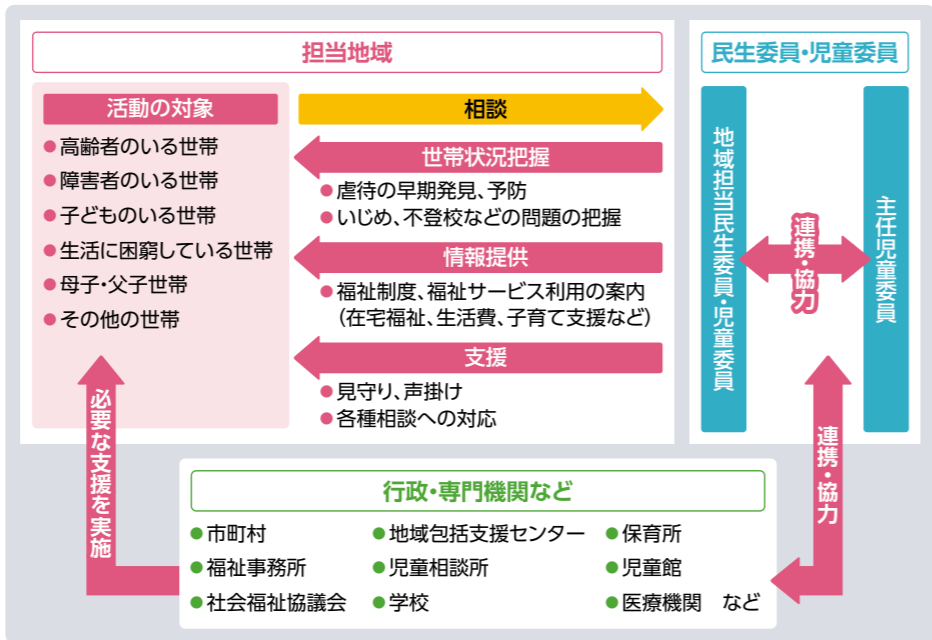 担当地域
活動の対象
●高齢者のいる世帯
●障害者のいる世帯
●子どものいる世帯
●生活に困窮している世帯
●母子・父子世帯
●その他の世帯
相談
世帯状況把握
●虐待の早期発見、予防
●いじめ、不登校などの問題の把握
情報提供
●福祉制度、福祉サービス利用の案内
（在宅福祉、生活費、子育て支援など）
支援
●見守り、声掛け
●各種相談への対応
民生委員・児童委員
地域担当民生委員・児童委員
連携・協力
主任児童委員
必要な支援を実施
連携・協力
行政・専門機関など
●市町村
●福祉事務所
●社会福祉協議会
●地域包括支援センター
●児童相談所
●学校
●保育所
●児童館
●医療機関　など